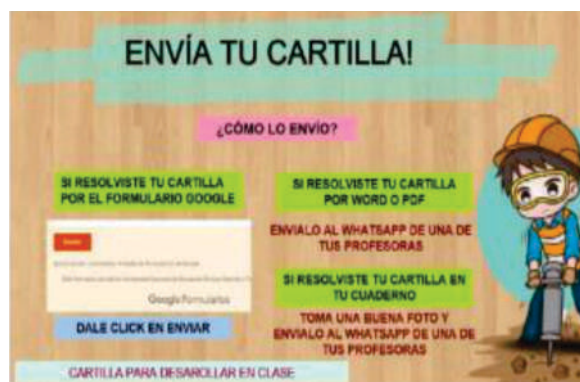 ENVÍA TU CARTILLA!
¿CÓMO LO ENVÍO?
SI RESOLVISTE TU CARTILLA
POR EL FORMULARIO GOOGLE
Google Formularios
DALE CLICK EN ENVIAR
SI RESOLVISTE TU CARTILLA
POR WORD O PDF
ENVIALO AL WHATSAPP DE UNA DE
TUS PROFESORAS
SI RESOLVISTE TU CARTILLA EN
TU CUADERNO
TOMA UNA BUENA FOTO Y
ENVIALO AL WHATSAPP DE UNA DE
TUS PROFESORAS
CARTILLA PARA DESAROLLAR EN CLASE